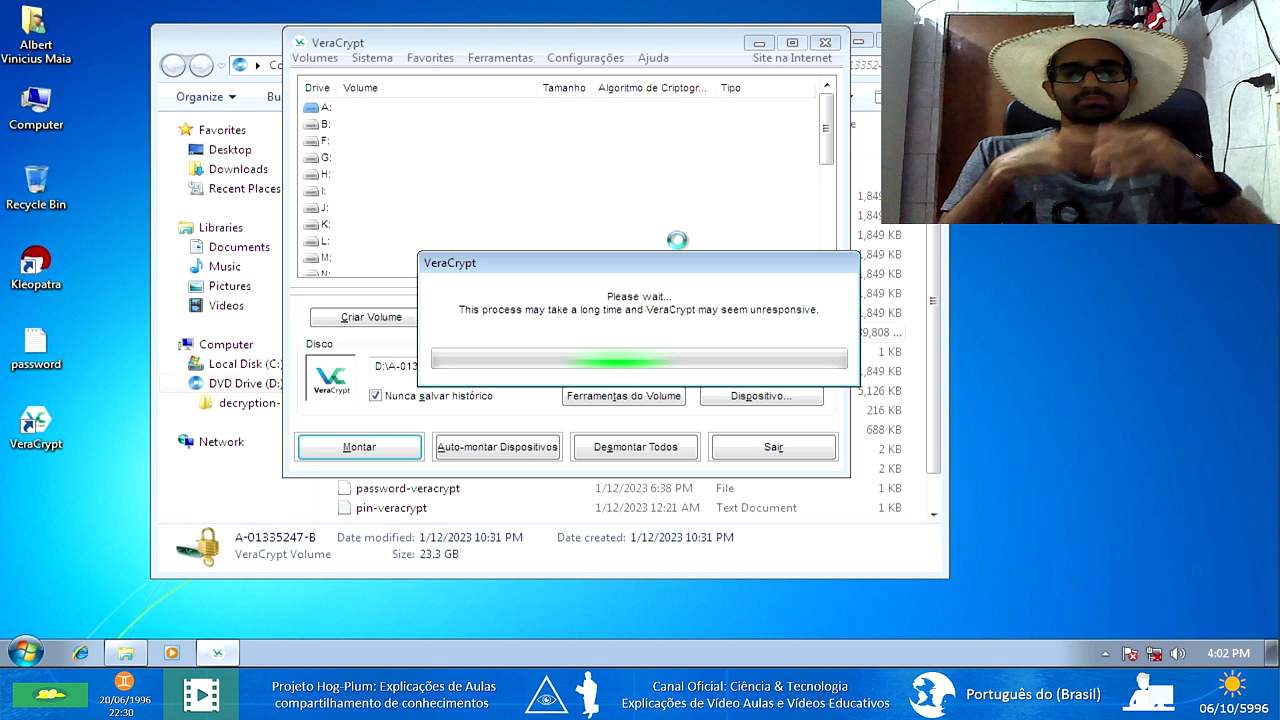 Albert
Vinicius Maia
Computer
Recycle Bin
Kleopatra
password
VeraCrypt
Organize
Bu
Favorites
Desktop
Downloads
Recent Places
Libraries
Documents
Music
Pictures
Videos
Computer
Local Disk (C:
DVD Drive (D:
decryption-
Network
VeraCrypt
Volumes Sistema Favorites Ferramentas Configurações Ajuda Site na Internet
Drive Volume Tamanho Algoritmo de Criptogr... Tipo
A:
B:
F:
G:
H:
I:
J:
K:
L:
M:
N:
VeraCrypt
Please wait...
This process may take a long time and VeraCrypt may seem unresponsive.
Criar Volume
Disco
VeraCrypt
D:\A-013
Nunca salvar histórico
Ferramentas do Volume
Dispositivo...
Montar
Auto-montar Dispositivos
Desmontar Todos
Sair
1,849 KB
1,849 KB
1,849 KB
1,849 KB
1,849 KB
1,849 KB
1,849 KB
9,808 ...
1 KB
1,849 KB
5,126 KB
216 KB
688 KB
2 KB
2 KB
password-veracrypt 1/12/2023 6:38 PM File 1 KB
pin-veracrypt 1/12/2023 12:21 AM Text Document 1 KB
A-01335247-B Date modified: 1/12/2023 10:31 PM Date created: 1/12/2023 10:31 PM
VeraCrypt Volume Size: 23.3 GB
4:02 PM
20/06/1996
22:30
Projeto Hog-Plum: Explicações de Aulas
compartilhamento de conhecimentos
Canal Oficial: Ciência & Tecnologia
Explicações de Vídeo Aulas e Vídeos Educativos
Português do (Brasil)
06/10/5996